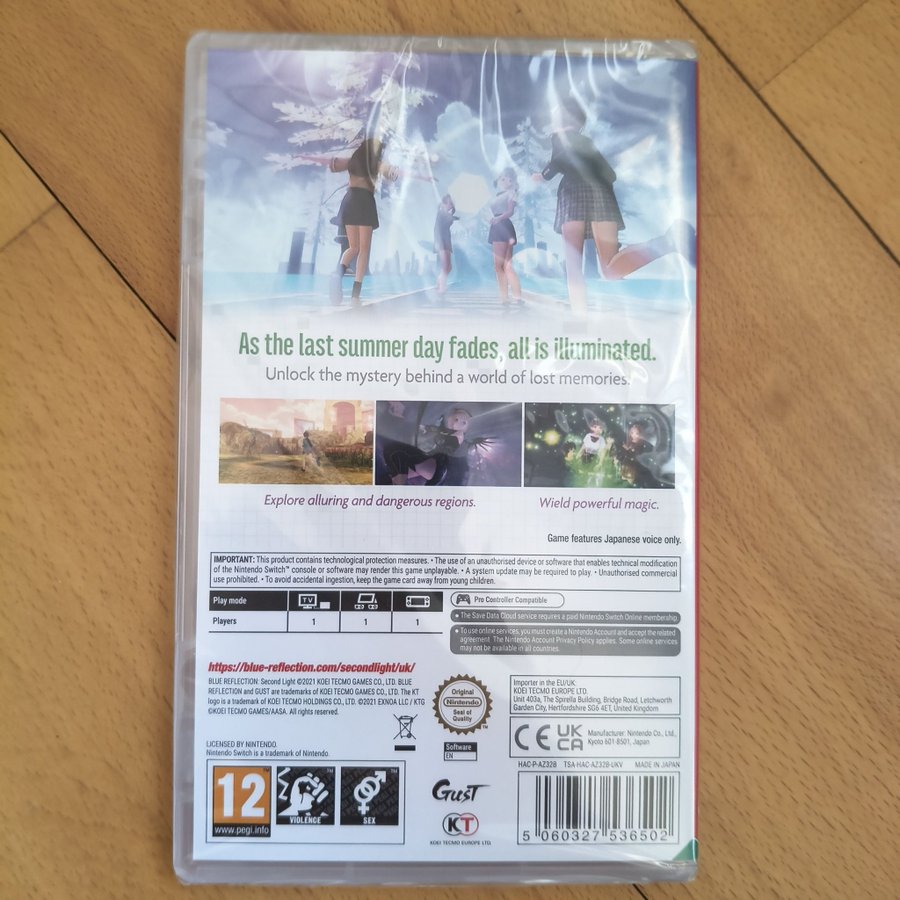 As the last summer day fades, all is illuminated.
Unlock the mystery behind a world of lost memories.
Explore alluring and dangerous regions.
Wield powerful magic.
Game features Japanese voice only.
IMPORTANT: This product contains technological protection measures. • The use of an unauthorised device or software that enables technical modification
of the Nintendo Switch™ console or software may render this game unplayable. • A system update may be required to play. • Unauthorised commercial
use prohibited. • To avoid accidental ingestion, keep the game card away from young children.
Play mode
TV
Players 1 1 1
Pro Controller Compatible
• The Save Data Cloud service requires a paid Nintendo Switch Online membership.
• To use online services, you must create a Nintendo Account and accept the related
agreement. The Nintendo Account Privacy Policy applies. Some online services
may not be available in all countries.
https://blue-reflection.com/secondlight/uk/
BLUE REFLECTION: Second Light ©2021 KOEI TECMO GAMES CO., LTD. BLUE
REFLECTION and GUST are trademarks of KOEI TECMO GAMES CO., LTD. The KT
logo is a trademark of KOEI TECMO HOLDINGS CO., LTD. ©2021 EXNOA LLC / KTG
©KOEI TECMO GAMES/AASA. All rights reserved.
LICENSED BY NINTENDO.
Nintendo Switch is a trademark of Nintendo.
Original
Nintendo
Seal of
Quality
TM
Software
EN
Importer in the EU/UK:
KOEI TECMO EUROPE LTD.
Unit 403a, The Spirella Building, Bridge Road, Letchworth
Garden City, Hertfordshire SG6 4ET, United Kingdom
CE UK
CA
Manufacturer: Nintendo Co., Ltd.,
Kyoto 601-8501, Japan
HAC-P-AZ32B TSA-HAC-AZ32B-UKV MADE IN JAPAN
12
www.pegi.info
VIOLENCE
SEX
GUST
KT
KOEI TECMO EUROPE LTD.
5 060327 536502